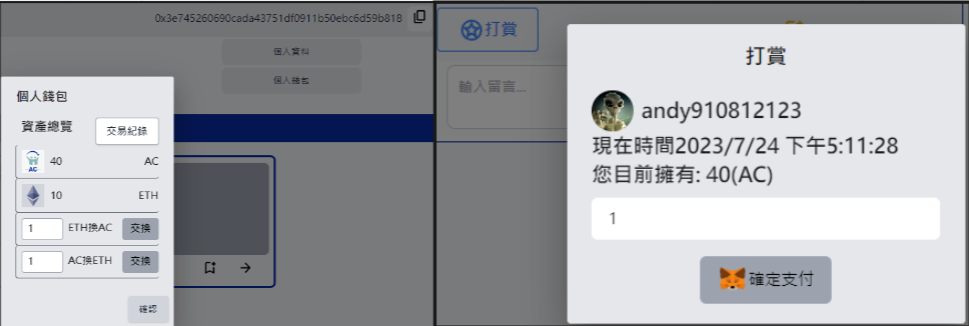 0x3e745260690cada43751df0911b50ebc6d59b818
個人資料
個人錢包
個人錢包
資產總覽
交易紀錄
AC
40
AC
10
ETH
1
ETH換AC
交換
1
AC換ETH
交換
確認
打賞
輸入留言...
打賞
andy910812123
現在時間2023/7/24 下午5:11:28
您目前擁有: 40(AC)
1
確定支付